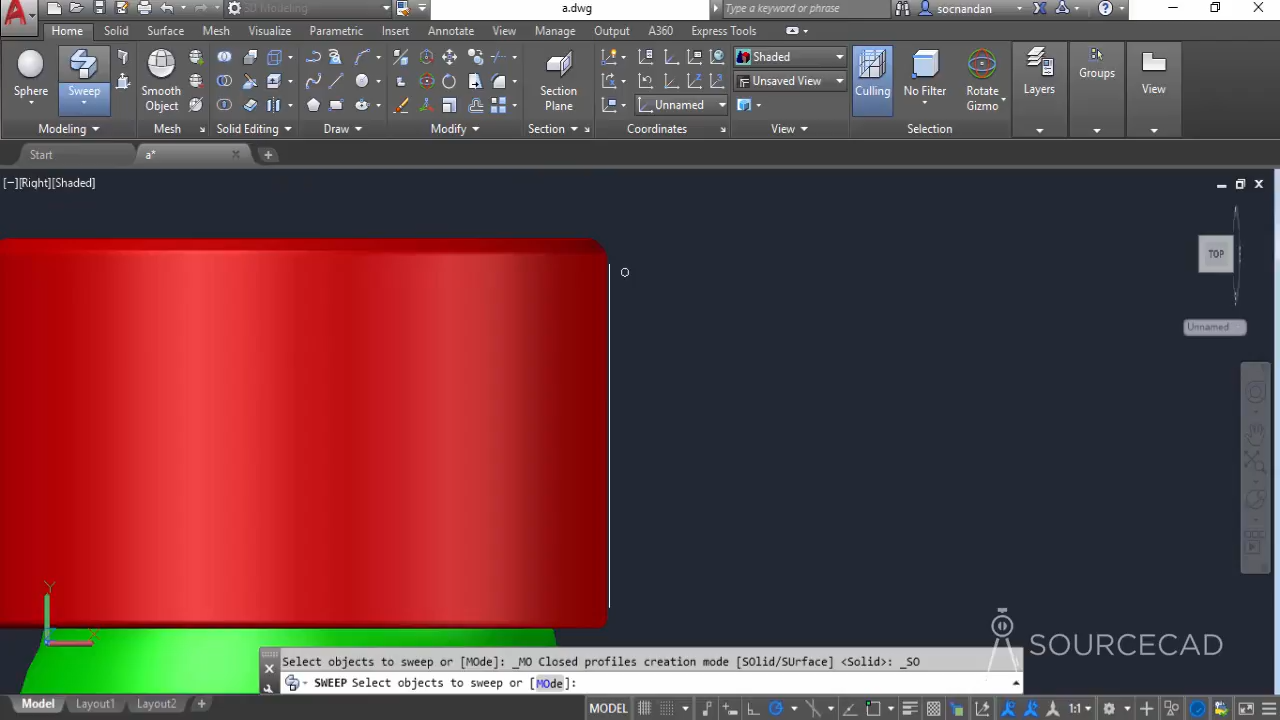 3D Modeling
a.dwg
Type a keyword or phrase
socnandan
Home Solid Surface Mesh Visualize Parametric Insert Annotate View Manage Output A360 Express Tools
Shaded
Unsaved View
Unnamed
Sphere
Sweep
Smooth
Object
Section
Plane
Culling
No Filter
Rotate
Gizmo
Layers
Groups
View
Modeling Mesh Solid Editing Draw Modify Section Coordinates View Selection
Start a*
[−][Right][Shaded]
TOP
Unnamed
Y
X
SOURCECAD
Select objects to sweep or [MOde]: _MO Closed profiles creation mode [SOlid/SUrface] <Solid>: _SO
SWEEP Select objects to sweep or [MOde]:
Model Layout1 Layout2
MODEL
1:1